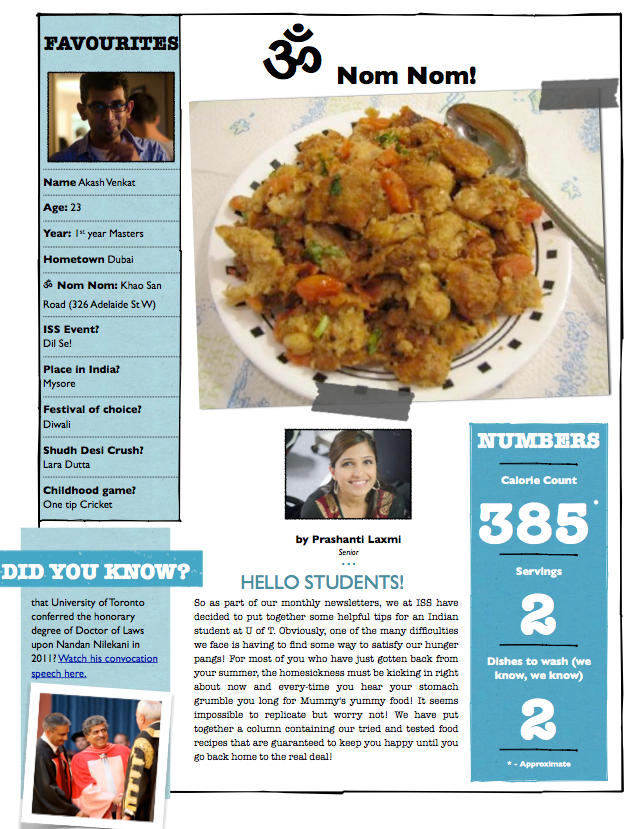 FAVOURITES
Name Akash Venkat
Age: 23
Year: 1st year Masters
Hometown Dubai
ॐ Nom Nom: Khao San
Road (326 Adelaide St W)
ISS Event?
Dil Se!
Place in India?
Mysore
Festival of choice?
Diwali
Shudh Desi Crush?
Lara Dutta
Childhood game?
One tip Cricket
DID YOU KNOW?
that University of Toronto
conferred the honorary
degree of Doctor of Laws
upon Nandan Nilekani in
2011? Watch his convocation
speech here.
ॐ Nom Nom!
by Prashanti Laxmi
Senior
HELLO STUDENTS!
So as part of our monthly newsletters, we at ISS have
decided to put together some helpful tips for an Indian
student at U of T. Obviously, one of the many difficulties
we face is having to find some way to satisfy our hunger
pangs! For most of you who have just gotten back from
your summer, the homesickness must be kicking in right
about now and every-time you hear your stomach
grumble you long for Mummy's yummy food! It seems
impossible to replicate but worry not! We have put
together a column containing our tried and tested food
recipes that are guaranteed to keep you happy until you
go back home to the real deal!
NUMBERS
Calorie Count
385*
Servings
2
Dishes to wash (we
know, we know)
2
* - Approximate